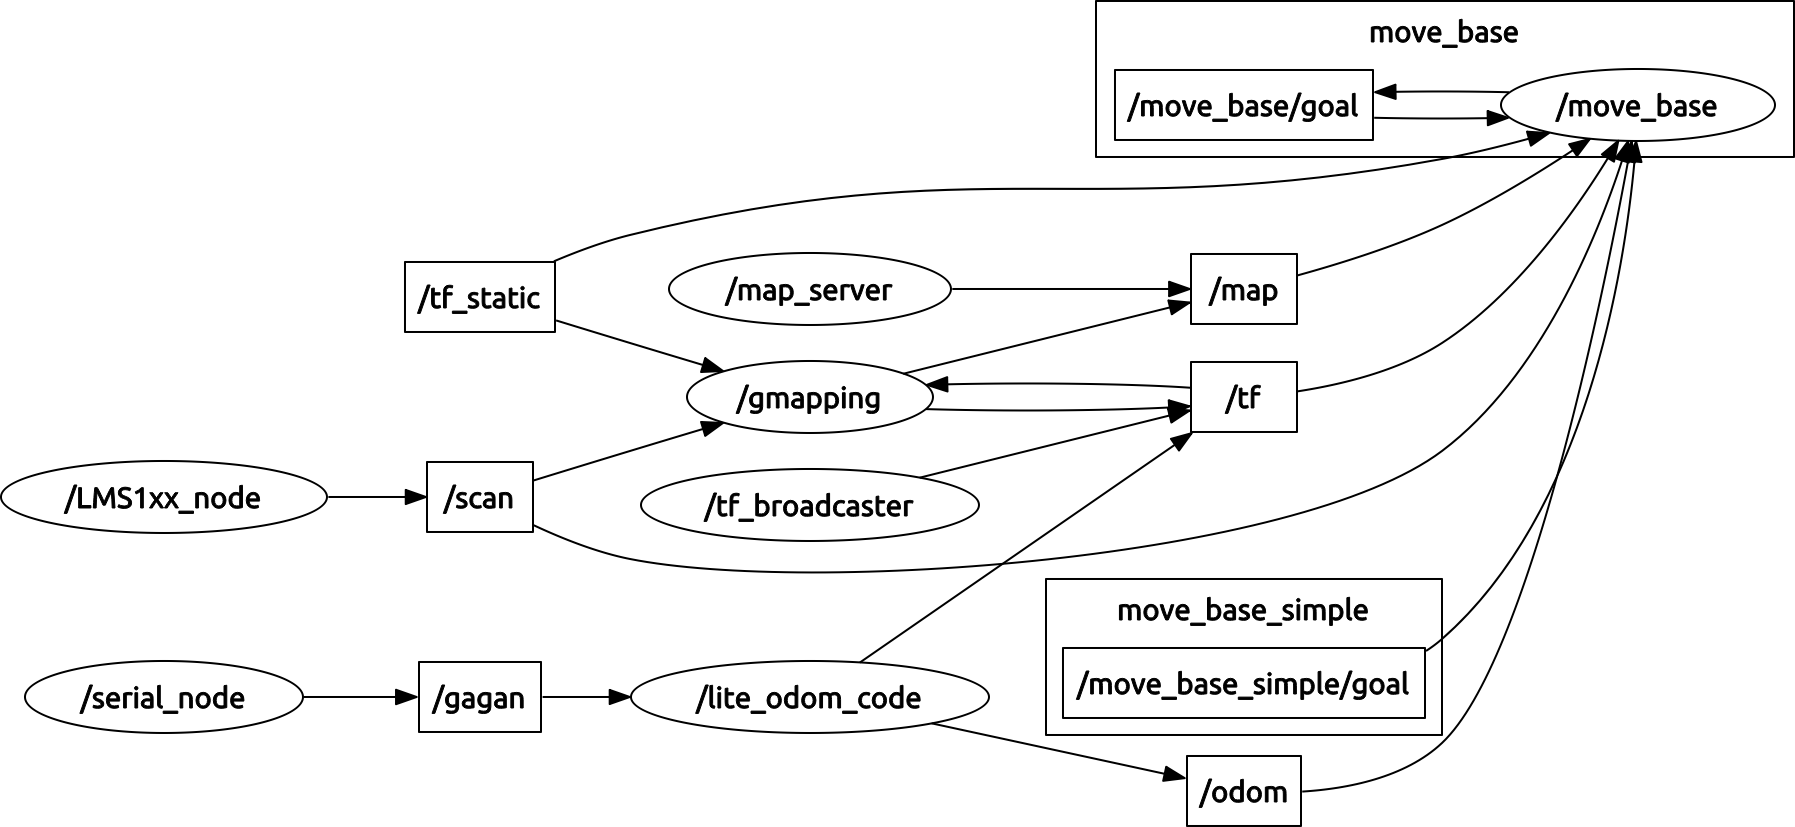 move_base
/move_base/goal
/move_base
/tf_static
/map_server
/map
/gmapping
/tf
/LMS1xx_node
/scan
/tf_broadcaster
move_base_simple
/move_base_simple/goal
/serial_node
/gagan
/lite_odom_code
/odom